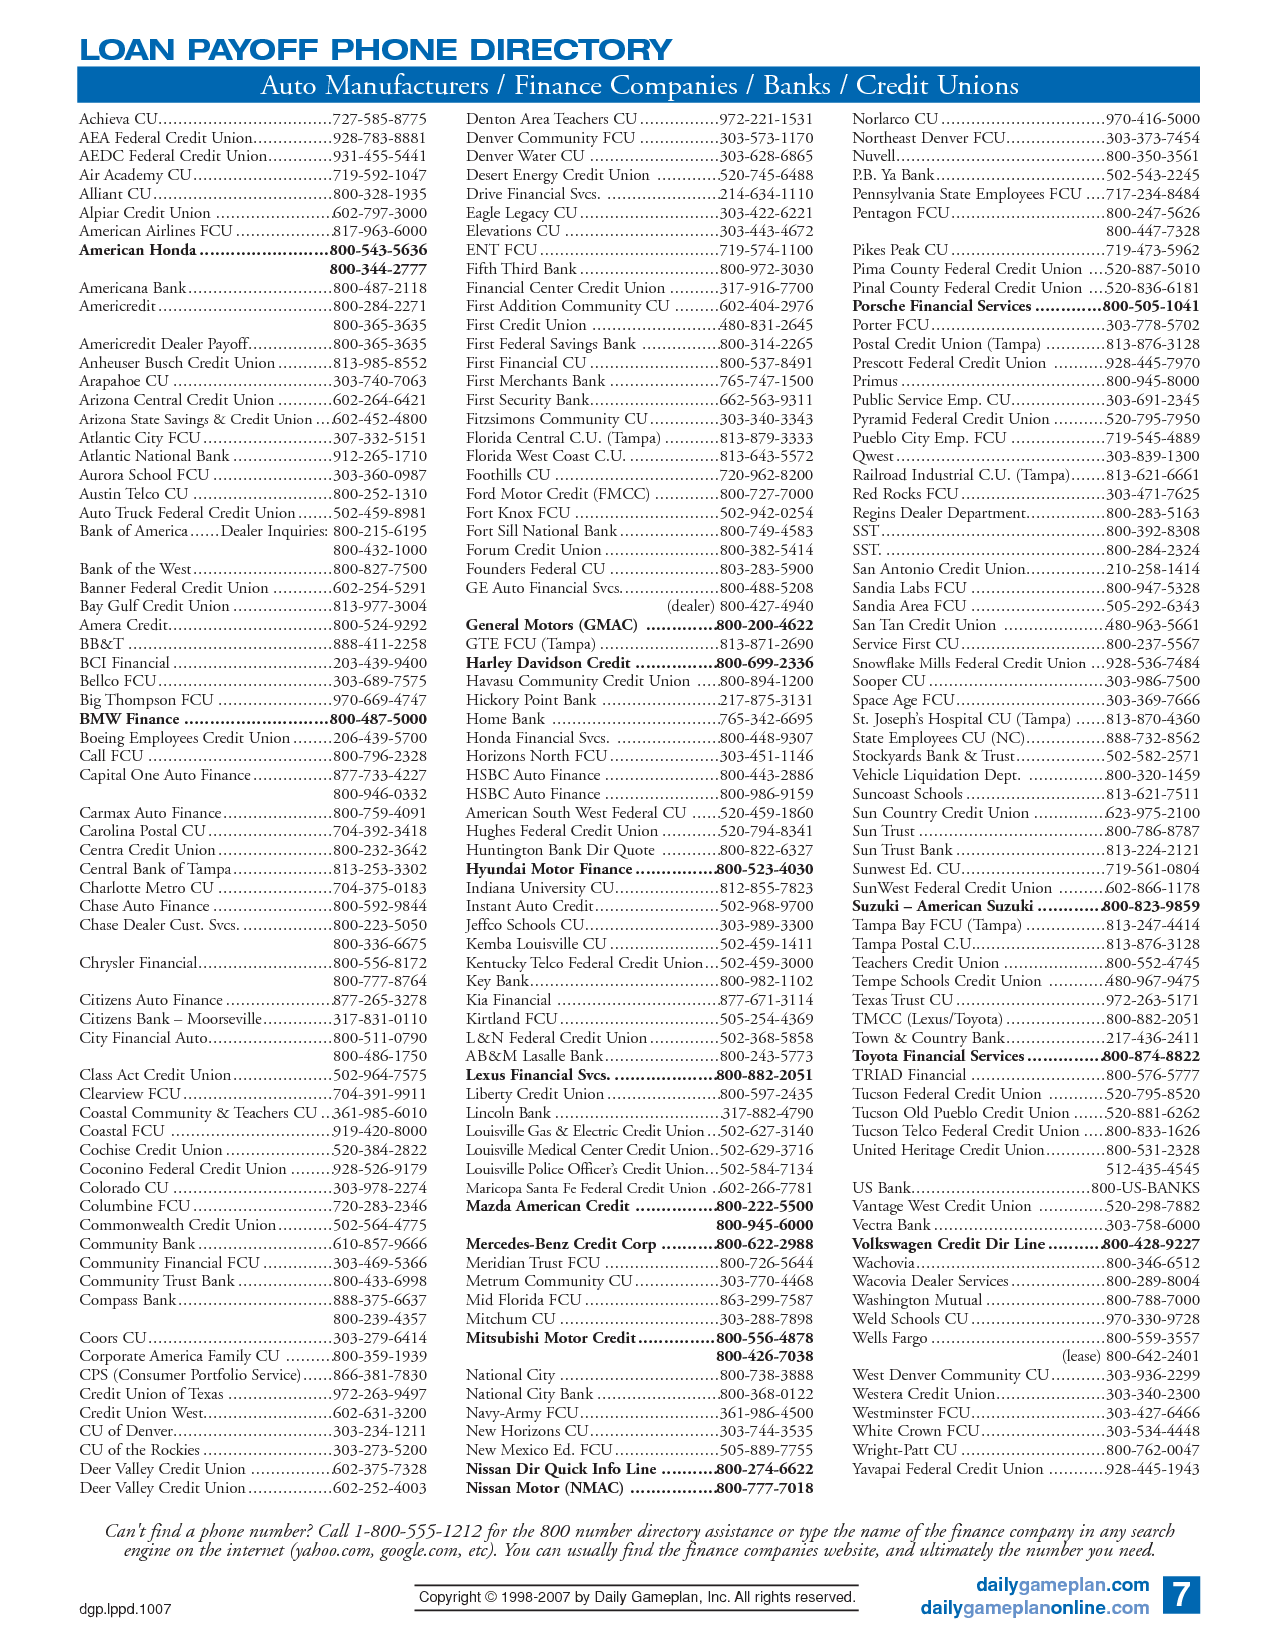 LOAN PAYOFF PHONE DIRECTORY
Auto Manufacturers / Finance Companies / Banks / Credit Unions
Achieva CU...................................727-585-8775
AEA Federal Credit Union................928-783-8881
AEDC Federal Credit Union.............931-455-5441
Air Academy CU............................719-592-1047
Alliant CU....................................800-328-1935
Alpiar Credit Union ........................602-797-3000
American Airlines FCU ....................817-963-6000
American Honda .........................800-543-5636
800-344-2777
Americana Bank.............................800-487-2118
Americredit...................................800-284-2271
800-365-3635
Americredit Dealer Payoff.................800-365-3635
Anheuser Busch Credit Union ...........813-985-8552
Arapahoe CU ................................303-740-7063
Arizona Central Credit Union ...........602-264-6421
Arizona State Savings & Credit Union ....602-452-4800
Atlantic City FCU..........................307-332-5151
Atlantic National Bank ....................912-265-1710
Aurora School FCU ........................303-360-0987
Austin Telco CU ............................800-252-1310
Auto Truck Federal Credit Union.......502-459-8981
Bank of America......Dealer Inquiries: 800-215-6195
800-432-1000
Bank of the West............................800-827-7500
Banner Federal Credit Union ............602-254-5291
Bay Gulf Credit Union ....................813-977-3004
Amera Credit.................................800-524-9292
BB&T .........................................888-411-2258
BCI Financial ................................203-439-9400
Bellco FCU...................................303-689-7575
Big Thompson FCU .......................970-669-4747
BMW Finance ............................800-487-5000
Boeing Employees Credit Union ........206-439-5700
Call FCU .....................................800-796-2328
Capital One Auto Finance................877-733-4227
800-946-0332
Carmax Auto Finance......................800-759-4091
Carolina Postal CU.........................704-392-3418
Centra Credit Union.......................800-232-3642
Central Bank of Tampa....................813-253-3302
Charlotte Metro CU .......................704-375-0183
Chase Auto Finance ........................800-592-9844
Chase Dealer Cust. Svcs. ..................800-223-5050
800-336-6675
Chrysler Financial...........................800-556-8172
800-777-8764
Citizens Auto Finance ......................877-265-3278
Citizens Bank – Moorseville..............317-831-0110
City Financial Auto.........................800-511-0790
800-486-1750
Class Act Credit Union....................502-964-7575
Clearview FCU..............................704-391-9911
Coastal Community & Teachers CU ...361-985-6010
Coastal FCU .................................919-420-8000
Cochise Credit Union ......................520-384-2822
Coconino Federal Credit Union .........928-526-9179
Colorado CU ................................303-978-2274
Columbine FCU............................720-283-2346
Commonwealth Credit Union...........502-564-4775
Community Bank ...........................610-857-9666
Community Financial FCU ..............303-469-5366
Community Trust Bank ...................800-433-6998
Compass Bank...............................888-375-6637
800-239-4357
Coors CU.....................................303-279-6414
Corporate America Family CU ..........800-359-1939
CPS (Consumer Portfolio Service)......866-381-7830
Credit Union of Texas .....................972-263-9497
Credit Union West..........................602-631-3200
CU of Denver................................303-234-1211
CU of the Rockies ..........................303-273-5200
Deer Valley Credit Union .................602-375-7328
Deer Valley Credit Union.................602-252-4003
Denton Area Teachers CU ................972-221-1531
Denver Community FCU ................303-573-1170
Denver Water CU ..........................303-628-6865
Desert Energy Credit Union .............520-745-6488
Drive Financial Svcs. .......................214-634-1110
Eagle Legacy CU............................303-422-6221
Elevations CU ...............................303-443-4672
ENT FCU....................................719-574-1100
Fifth Third Bank ............................800-972-3030
Financial Center Credit Union ..........317-916-7700
First Addition Community CU .........602-404-2976
First Credit Union ..........................480-831-2645
First Federal Savings Bank ................800-314-2265
First Financial CU ..........................800-537-8491
First Merchants Bank ......................765-747-1500
First Security Bank..........................662-563-9311
Fitzsimons Community CU..............303-340-3343
Florida Central C.U. (Tampa) ...........813-879-3333
Florida West Coast C.U. ..................813-643-5572
Foothills CU .................................720-962-8200
Ford Motor Credit (FMCC) .............800-727-7000
Fort Knox FCU .............................502-942-0254
Fort Sill National Bank....................800-749-4583
Forum Credit Union.......................800-382-5414
Founders Federal CU ......................803-283-5900
GE Auto Financial Svcs....................800-488-5208
(dealer) 800-427-4940
General Motors (GMAC) ..............800-200-4622
GTE FCU (Tampa) ........................813-871-2690
Harley Davidson Credit ................800-699-2336
Havasu Community Credit Union .....800-894-1200
Hickory Point Bank ........................217-875-3131
Home Bank ..................................765-342-6695
Honda Financial Svcs. .....................800-448-9307
Horizons North FCU......................303-451-1146
HSBC Auto Finance .......................800-443-2886
HSBC Auto Finance .......................800-986-9159
American South West Federal CU ......520-459-1860
Hughes Federal Credit Union ............520-794-8341
Huntington Bank Dir Quote ............800-822-6327
Hyundai Motor Finance................800-523-4030
Indiana University CU.....................812-855-7823
Instant Auto Credit.........................502-968-9700
Jeffco Schools CU...........................303-989-3300
Kemba Louisville CU ......................502-459-1411
Kentucky Telco Federal Credit Union...502-459-3000
Key Bank......................................800-982-1102
Kia Financial .................................877-671-3114
Kirtland FCU................................505-254-4369
L&N Federal Credit Union..............502-368-5858
AB&M Lasalle Bank.......................800-243-5773
Lexus Financial Svcs. ....................800-882-2051
Liberty Credit Union.......................800-597-2435
Lincoln Bank ..................................317-882-4790
Louisville Gas & Electric Credit Union...502-627-3140
Louisville Medical Center Credit Union..502-629-3716
Louisville Police Officer's Credit Union...502-584-7134
Maricopa Santa Fe Federal Credit Union ..602-266-7781
Mazda American Credit ................800-222-5500
800-945-6000
Mercedes-Benz Credit Corp ...........800-622-2988
Meridian Trust FCU .......................800-726-5644
Metrum Community CU.................303-770-4468
Mid Florida FCU...........................863-299-7587
Mitchum CU ................................303-288-7898
Mitsubishi Motor Credit...............800-556-4878
800-426-7038
National City ................................800-738-3888
National City Bank .........................800-368-0122
Navy-Army FCU............................361-986-4500
New Horizons CU..........................303-744-3535
New Mexico Ed. FCU .....................505-889-7755
Nissan Dir Quick Info Line ...........800-274-6622
Nissan Motor (NMAC) .................800-777-7018
Norlarco CU .................................970-416-5000
Northeast Denver FCU....................303-373-7454
Nuvell..........................................800-350-3561
P.B. Ya Bank..................................502-543-2245
Pennsylvania State Employees FCU ....717-234-8484
Pentagon FCU...............................800-247-5626
800-447-7328
Pikes Peak CU ...............................719-473-5962
Pima County Federal Credit Union ....520-887-5010
Pinal County Federal Credit Union ....520-836-6181
Porsche Financial Services .............800-505-1041
Porter FCU...................................303-778-5702
Postal Credit Union (Tampa) ............813-876-3128
Prescott Federal Credit Union ...........928-445-7970
Primus .........................................800-945-8000
Public Service Emp. CU...................303-691-2345
Pyramid Federal Credit Union ...........520-795-7950
Pueblo City Emp. FCU ...................719-545-4889
Qwest..........................................303-839-1300
Railroad Industrial C.U. (Tampa).......813-621-6661
Red Rocks FCU.............................303-471-7625
Regins Dealer Department................800-283-5163
SST.............................................800-392-8308
SST. ............................................800-284-2324
San Antonio Credit Union................210-258-1414
Sandia Labs FCU ...........................800-947-5328
Sandia Area FCU ...........................505-292-6343
San Tan Credit Union .....................480-963-5661
Service First CU.............................800-237-5567
Snowflake Mills Federal Credit Union ...928-536-7484
Sooper CU....................................303-986-7500
Space Age FCU..............................303-369-7666
St. Joseph's Hospital CU (Tampa) ......813-870-4360
State Employees CU (NC)................888-732-8562
Stockyards Bank & Trust..................502-582-2571
Vehicle Liquidation Dept. ................800-320-1459
Suncoast Schools ............................813-621-7511
Sun Country Credit Union ...............623-975-2100
Sun Trust ......................................800-786-8787
Sun Trust Bank ..............................813-224-2121
Sunwest Ed. CU.............................719-561-0804
SunWest Federal Credit Union ..........602-866-1178
Suzuki – American Suzuki .............800-823-9859
Tampa Bay FCU (Tampa) ................813-247-4414
Tampa Postal C.U...........................813-876-3128
Teachers Credit Union .....................800-552-4745
Tempe Schools Credit Union ............480-967-9475
Texas Trust CU..............................972-263-5171
TMCC (Lexus/Toyota) ....................800-882-2051
Town & Country Bank....................217-436-2411
Toyota Financial Services...............800-874-8822
TRIAD Financial ...........................800-576-5777
Tucson Federal Credit Union ............520-795-8520
Tucson Old Pueblo Credit Union .......520-881-6262
Tucson Telco Federal Credit Union .....800-833-1626
United Heritage Credit Union............800-531-2328
512-435-4545
US Bank....................................800-US-BANKS
Vantage West Credit Union ..............520-298-7882
Vectra Bank ...................................303-758-6000
Volkswagen Credit Dir Line ...........800-428-9227
Wachovia......................................800-346-6512
Wacovia Dealer Services...................800-289-8004
Washington Mutual ........................800-788-7000
Weld Schools CU...........................970-330-9728
Wells Fargo ...................................800-559-3557
(lease) 800-642-2401
West Denver Community CU...........303-936-2299
Westera Credit Union......................303-340-2300
Westminster FCU...........................303-427-6466
White Crown FCU.........................303-534-4448
Wright-Patt CU .............................800-762-0047
Yavapai Federal Credit Union ............928-445-1943
Can't find a phone number? Call 1-800-555-1212 for the 800 number directory assistance or type the name of the finance company in any search
engine on the internet (yahoo.com, google.com, etc). You can usually find the finance companies website, and ultimately the number you need.
dgp.lppd.1007
Copyright © 1998-2007 by Daily Gameplan, Inc. All rights reserved.
dailygameplan.com
dailygameplanonline.com
7